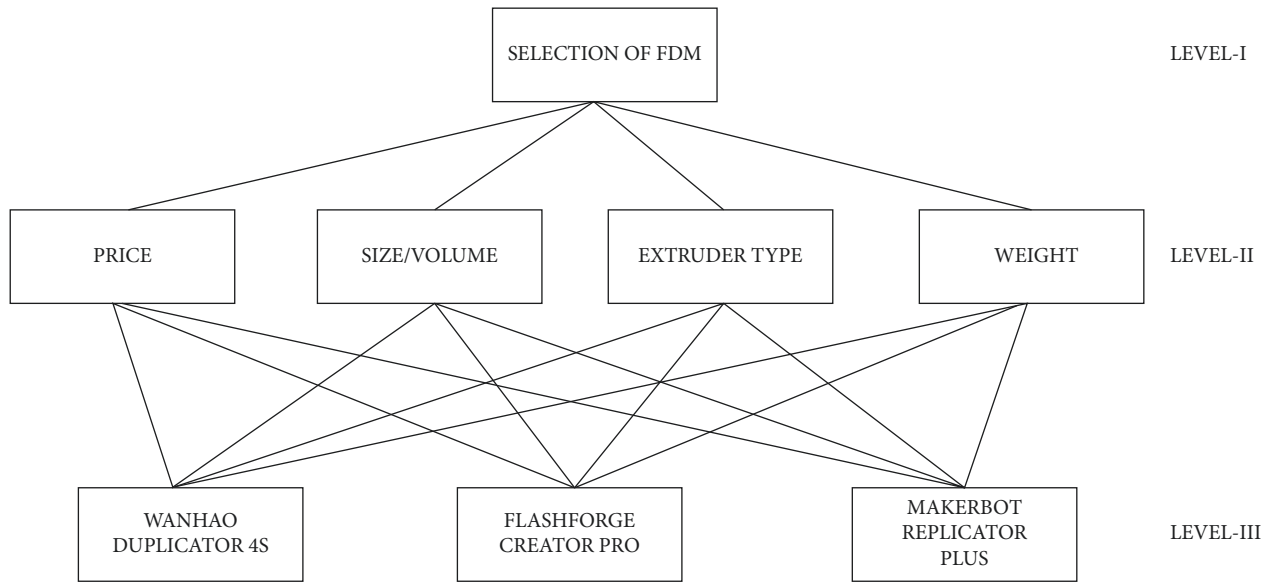 SELECTION OF FDM
LEVEL-I
PRICE
SIZE/VOLUME
EXTRUDER TYPE
WEIGHT
LEVEL-II
WANHAO
DUPLICATOR 4S
FLASHFORGE
CREATOR PRO
MAKERBOT
REPLICATOR
PLUS
LEVEL-III